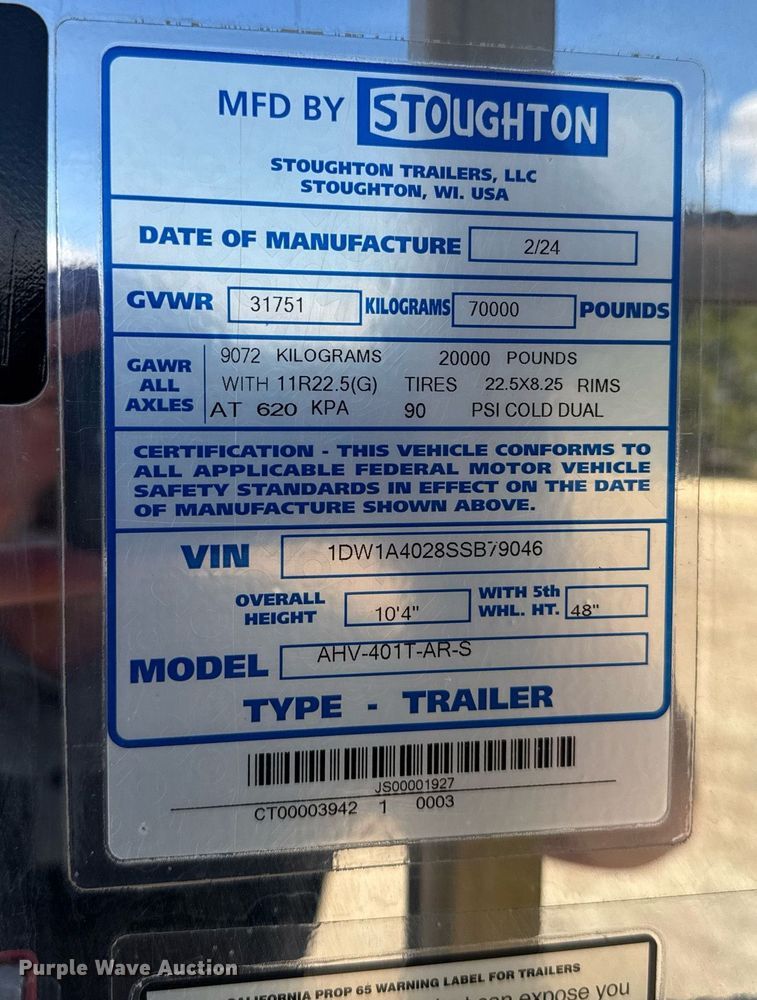 MFD BY STOUGHTON
STOUGHTON TRAILERS, LLC
STOUGHTON, WI. USA
DATE OF MANUFACTURE 2/24
GVWR 31751 KILOGRAMS 70000 POUNDS
GAWR ALL AXLES
9072 KILOGRAMS 20000 POUNDS
WITH 11R22.5(G) TIRES 22.5X8.25 RIMS
AT 620 KPA 90 PSI COLD DUAL
CERTIFICATION - THIS VEHICLE CONFORMS TO
ALL APPLICABLE FEDERAL MOTOR VEHICLE
SAFETY STANDARDS IN EFFECT ON THE DATE
OF MANUFACTURE SHOWN ABOVE.
VIN 1DW1A4028SSB79046
OVERALL HEIGHT 10'4" WITH 5th WHL. HT. 48"
MODEL AHV-401T-AR-S
TYPE - TRAILER
JS00001927
CT00003942 1 0003
CALIFORNIA PROP 65 WARNING LABEL FOR TRAILERS
can expose you
Purple Wave Auction